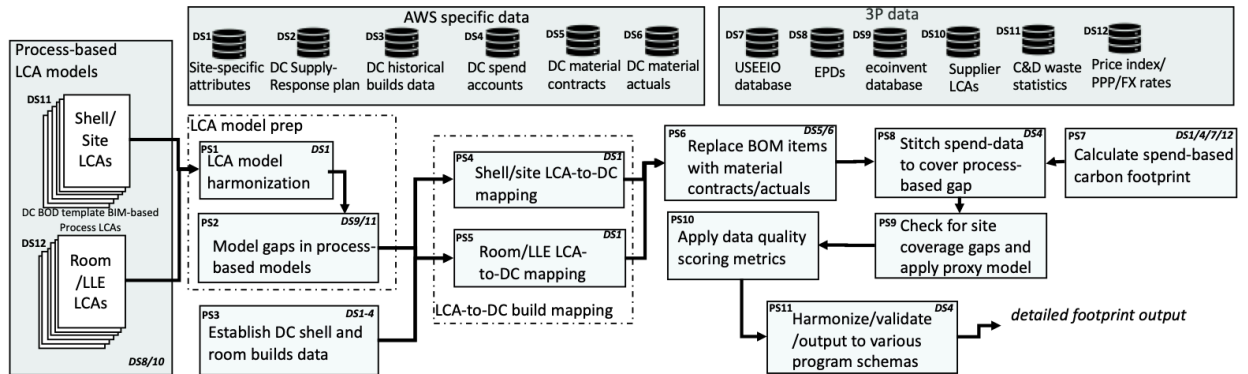 AWS specific data
DS1
DS2
DS3
DS4
DS5
DS6
Site-specific
attributes
DC Supply-
Response plan
DC historical
builds data
DC spend
accounts
DC material
contracts
DC material
actuals
3P data
DS7
DS8
DS9
DS10
DS11
DS12
USEEIO
database
EPDs
ecoinvent
database
Supplier
LCAs
C&D waste
statistics
Price index/
PPP/FX rates
Process-based
LCA models
DS11
Shell/
Site
LCAs
DC BOD template BIM-based
Process LCAs
DS12
Room
/LLE
LCAs
DS8/10
LCA model prep
PS1
DS1
LCA model
harmonization
PS2
DS9/11
Model gaps in process-
based models
PS3
DS1-4
Establish DC shell and
room builds data
PS4
DS1
Shell/site LCA-to-DC
mapping
PS5
DS1
Room/LLE LCA-
to-DC mapping
LCA-to-DC build mapping
PS6
DS5/6
Replace BOM items
with material
contracts/actuals
PS8
DS4
Stitch spend-data
to cover process-
based gap
PS7
DS1/4/7/12
Calculate spend-based
carbon footprint
PS10
Apply data quality
scoring metrics
PS9
Check for site
coverage gaps and
apply proxy model
PS11
DS4
Harmonize/validate
/output to various
program schemas
detailed footprint output